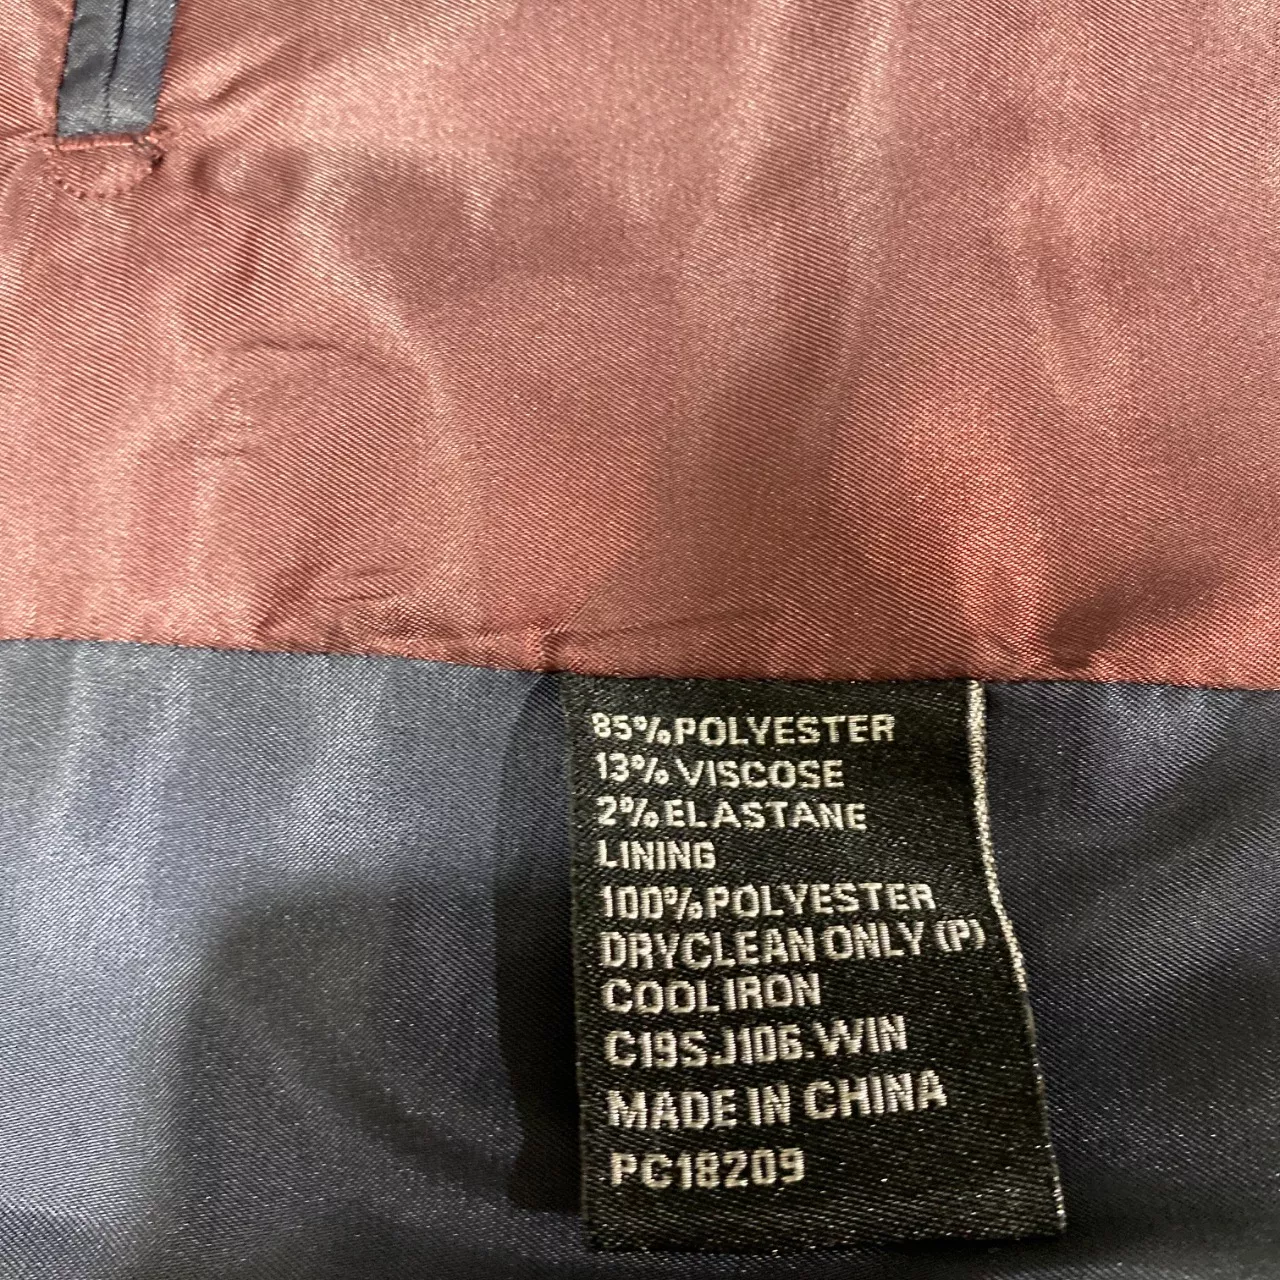 85% POLYESTER
13% VISCOSE
2% ELASTANE
LINING
100% POLYESTER
DRYCLEAN ONLY (P)
COOL IRON
C19SJ106.WIN
MADE IN CHINA
PC18209